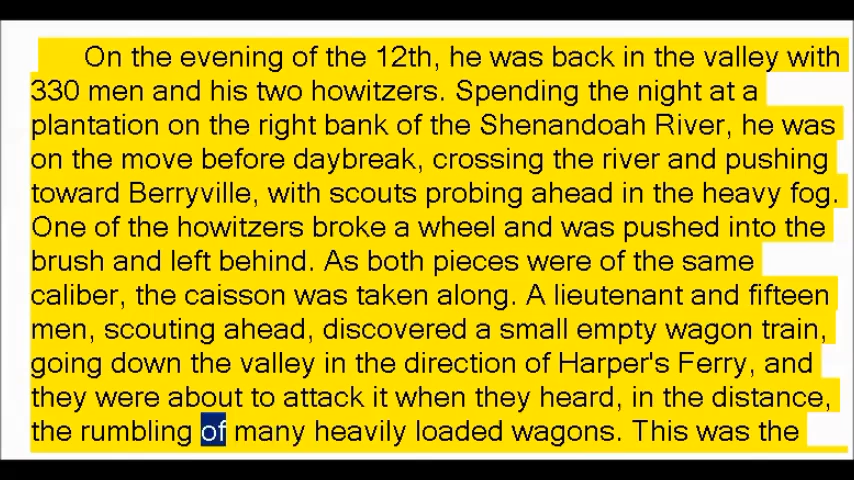 On the evening of the 12th, he was back in the valley with
330 men and his two howitzers. Spending the night at a
plantation on the right bank of the Shenandoah River, he was
on the move before daybreak, crossing the river and pushing
toward Berryville, with scouts probing ahead in the heavy fog.
One of the howitzers broke a wheel and was pushed into the
brush and left behind. As both pieces were of the same
caliber, the caisson was taken along. A lieutenant and fifteen
men, scouting ahead, discovered a small empty wagon train,
going down the valley in the direction of Harper's Ferry, and
they were about to attack it when they heard, in the distance,
the rumbling of many heavily loaded wagons. This was the